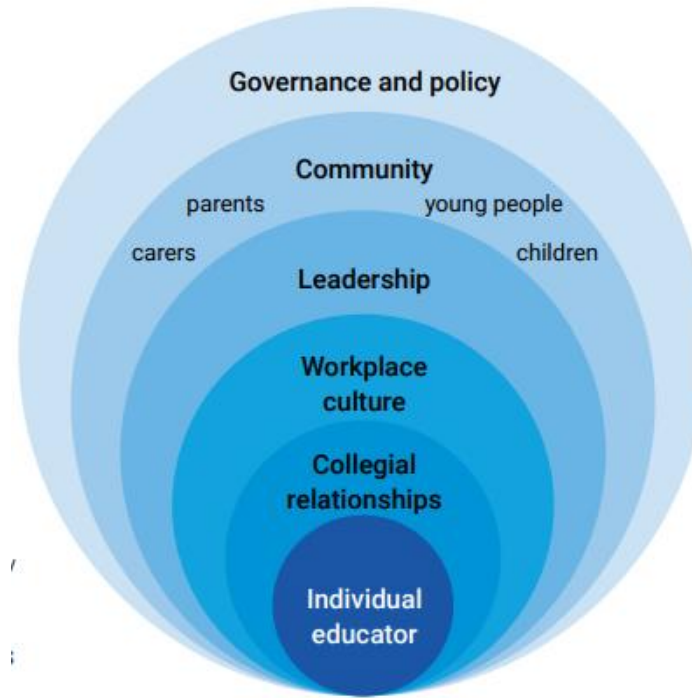 Governance and policy
Community
parents young people
carers children
Leadership
Workplace
culture
Collegial
relationships
Individual
educator